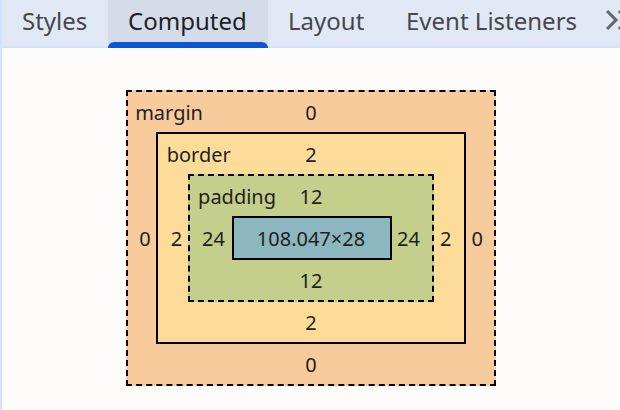 Styles Computed Layout Event Listeners
margin 0
border 2
padding 12
0 2 24 108.047×28 24 2 0
12
2
0